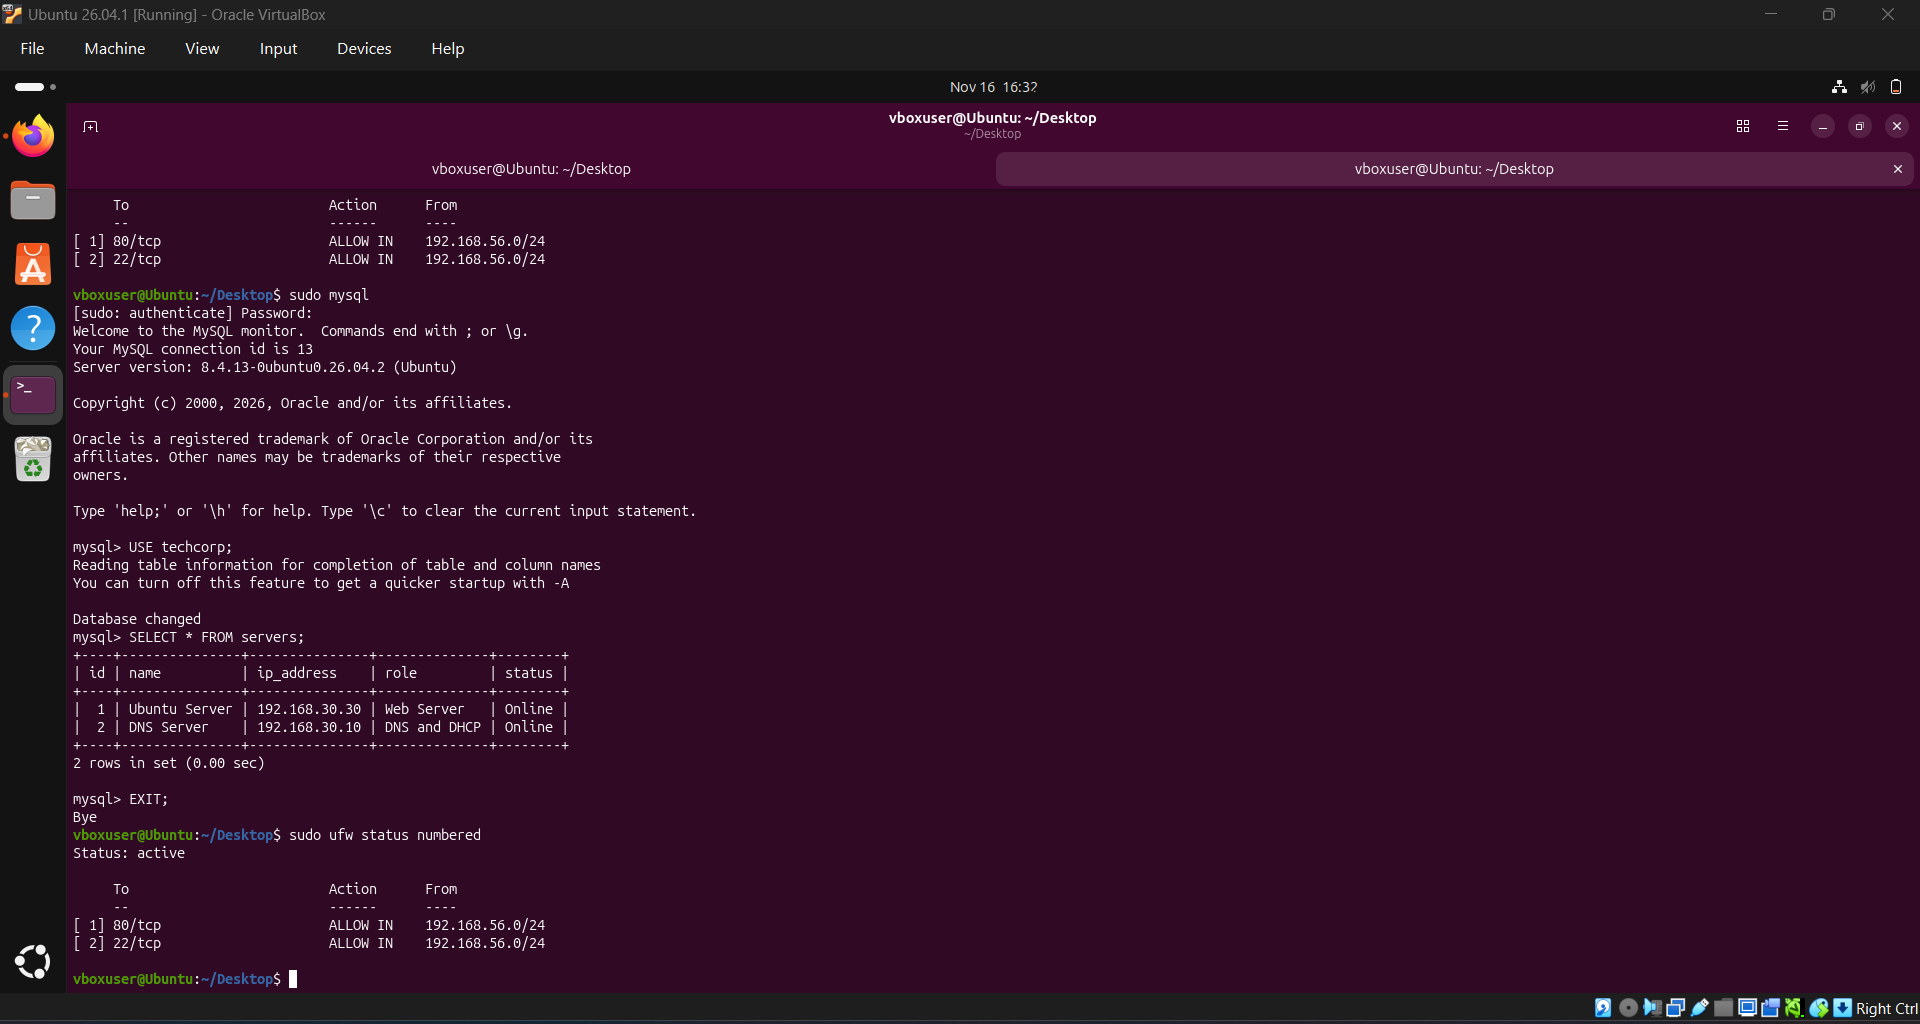 Ubuntu 26.04.1 [Running] - Oracle VirtualBox
File Machine View Input Devices Help
Nov 16 16:32
vboxuser@Ubuntu: ~/Desktop
~/Desktop
vboxuser@Ubuntu: ~/Desktop vboxuser@Ubuntu: ~/Desktop
To Action From
-- ------ ----
[ 1] 80/tcp ALLOW IN 192.168.56.0/24
[ 2] 22/tcp ALLOW IN 192.168.56.0/24
vboxuser@Ubuntu:~/Desktop$ sudo mysql
[sudo: authenticate] Password:
Welcome to the MySQL monitor.  Commands end with ; or \g.
Your MySQL connection id is 13
Server version: 8.4.13-0ubuntu0.26.04.2 (Ubuntu)
Copyright (c) 2000, 2026, Oracle and/or its affiliates.
Oracle is a registered trademark of Oracle Corporation and/or its
affiliates. Other names may be trademarks of their respective
owners.
Type 'help;' or '\h' for help. Type '\c' to clear the current input statement.
mysql> USE techcorp;
Reading table information for completion of table and column names
You can turn off this feature to get a quicker startup with -A
Database changed
mysql> SELECT * FROM servers;
+----+---------------+---------------+--------------+--------+
| id | name          | ip_address    | role         | status |
+----+---------------+---------------+--------------+--------+
|  1 | Ubuntu Server | 192.168.30.30 | Web Server   | Online |
|  2 | DNS Server    | 192.168.30.10 | DNS and DHCP | Online |
+----+---------------+---------------+--------------+--------+
2 rows in set (0.00 sec)
mysql> EXIT;
Bye
vboxuser@Ubuntu:~/Desktop$ sudo ufw status numbered
Status: active
To Action From
-- ------ ----
[ 1] 80/tcp ALLOW IN 192.168.56.0/24
[ 2] 22/tcp ALLOW IN 192.168.56.0/24
vboxuser@Ubuntu:~/Desktop$
Right Ctrl